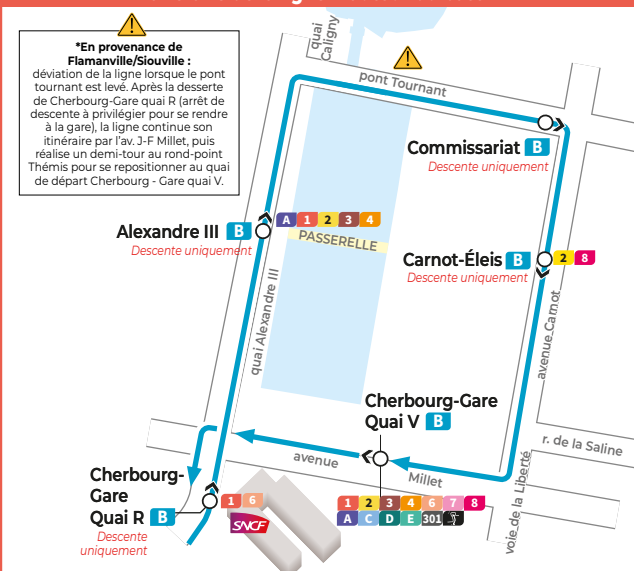 *En provenance de
Flamanville/Siouville :
déviation de la ligne lorsque le pont
tournant est levé. Après la desserte
de Cherbourg-Gare quai R (arrêt de
descente à privilégier pour se rendre
à la gare), la ligne continue son
itinéraire par l'av. J-F Millet, puis
réalise un demi-tour au rond-point
Thémis pour se repositionner au quai
de départ Cherbourg - Gare quai V.
quai
Caligny
pont Tournant
Commissariat B
Descente uniquement
Alexandre III B
Descente uniquement
A 1 2 3 4
PASSERELLE
Carnot-Éleis B
Descente uniquement
2 8
quai Alexandre III
avenue Carnot
Cherbourg-Gare
Quai V B
r. de la Saline
avenue
Millet
voie de la Liberté
Cherbourg-
Gare
Quai R B
Descente
uniquement
1 6
SNCF
1 2 3 4 6 7 8
A C D E 301